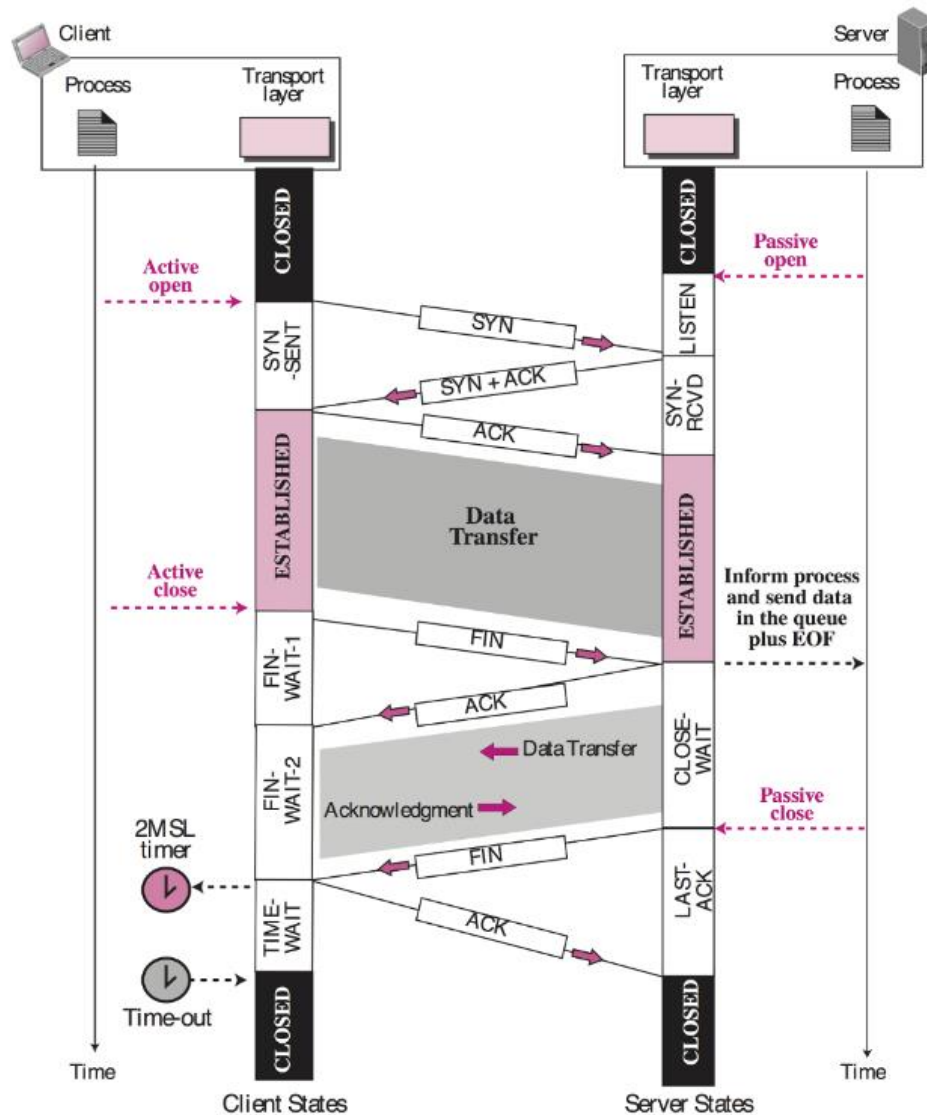 Client
Server
Process
Transport
layer
Transport
layer
Process
CLOSED
CLOSED
Passive
open
Active
open
LISTEN
SYN
SYN
-SENT
SYN + ACK
SYN-
RCVD
ACK
ESTABLISHED
Data
Transfer
ESTABLISHED
Active
close
Inform process
and send data
in the queue
plus EOF
FIN
FIN-
WAIT-1
ACK
CLOSE-
WAIT
Data Transfer
FIN-
WAIT-2
Acknowledgment
Passive
close
2MSL
timer
FIN
LAST-
ACK
TIME-
WAIT
ACK
Time-out
CLOSED
CLOSED
Time
Time
Client States
Server States